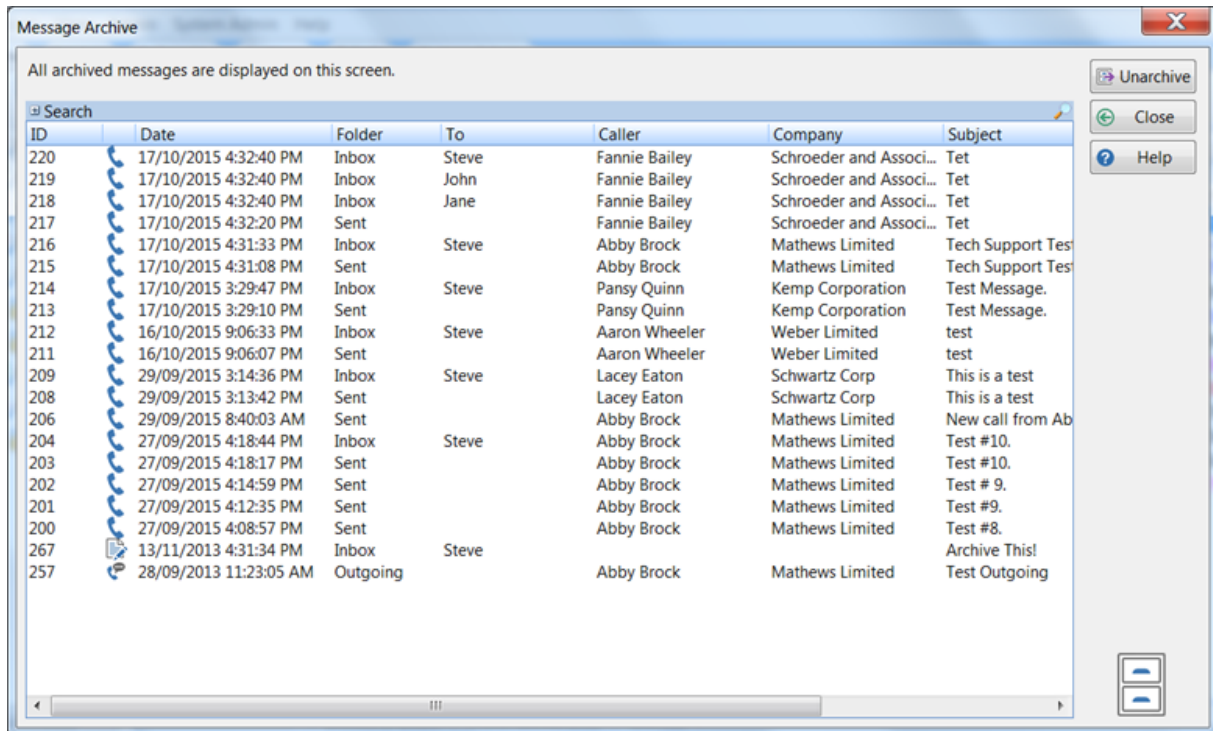 Message Archive
All archived messages are displayed on this screen.
Unarchive
Close
Help
Search
ID Date Folder To Caller Company Subject
220 17/10/2015 4:32:40 PM Inbox Steve Fannie Bailey Schroeder and Associ... Tet
219 17/10/2015 4:32:40 PM Inbox John Fannie Bailey Schroeder and Associ... Tet
218 17/10/2015 4:32:40 PM Inbox Jane Fannie Bailey Schroeder and Associ... Tet
217 17/10/2015 4:32:20 PM Sent Fannie Bailey Schroeder and Associ... Tet
216 17/10/2015 4:31:33 PM Inbox Steve Abby Brock Mathews Limited Tech Support Test
215 17/10/2015 4:31:08 PM Sent Abby Brock Mathews Limited Tech Support Test
214 17/10/2015 3:29:47 PM Inbox Steve Pansy Quinn Kemp Corporation Test Message.
213 17/10/2015 3:29:10 PM Sent Pansy Quinn Kemp Corporation Test Message.
212 16/10/2015 9:06:33 PM Inbox Steve Aaron Wheeler Weber Limited test
211 16/10/2015 9:06:07 PM Sent Aaron Wheeler Weber Limited test
209 29/09/2015 3:14:36 PM Inbox Steve Lacey Eaton Schwartz Corp This is a test
208 29/09/2015 3:13:42 PM Sent Lacey Eaton Schwartz Corp This is a test
206 29/09/2015 8:40:03 AM Sent Abby Brock Mathews Limited New call from Ab
204 27/09/2015 4:18:44 PM Inbox Steve Abby Brock Mathews Limited Test #10.
203 27/09/2015 4:18:17 PM Sent Abby Brock Mathews Limited Test #10.
202 27/09/2015 4:14:59 PM Sent Abby Brock Mathews Limited Test # 9.
201 27/09/2015 4:12:35 PM Sent Abby Brock Mathews Limited Test #9.
200 27/09/2015 4:08:57 PM Sent Abby Brock Mathews Limited Test #8.
267 13/11/2013 4:31:34 PM Inbox Steve Archive This!
257 28/09/2013 11:23:05 AM Outgoing Abby Brock Mathews Limited Test Outgoing